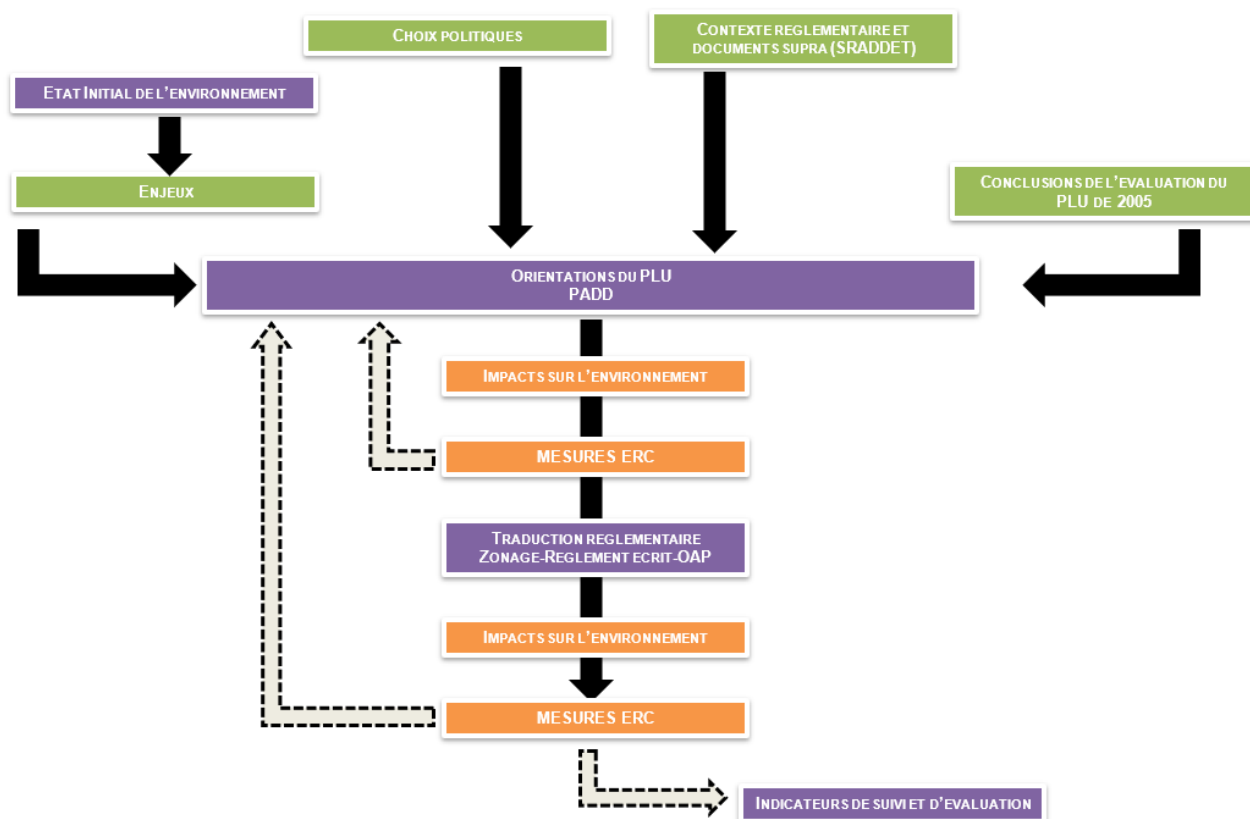 CHOIX POLITIQUES
CONTEXTE REGLEMENTAIRE ET
DOCUMENTS SUPRA (SRADDET)
ETAT INITIAL DE L'ENVIRONNEMENT
ENJEUX
CONCLUSIONS DE L'EVALUATION DU
PLU DE 2005
ORIENTATIONS DU PLU
PADD
IMPACTS SUR L'ENVIRONNEMENT
MESURES ERC
TRADUCTION REGLEMENTAIRE
ZONAGE-REGLEMENT ECRIT-OAP
IMPACTS SUR L'ENVIRONNEMENT
MESURES ERC
INDICATEURS DE SUIVI ET D'EVALUATION